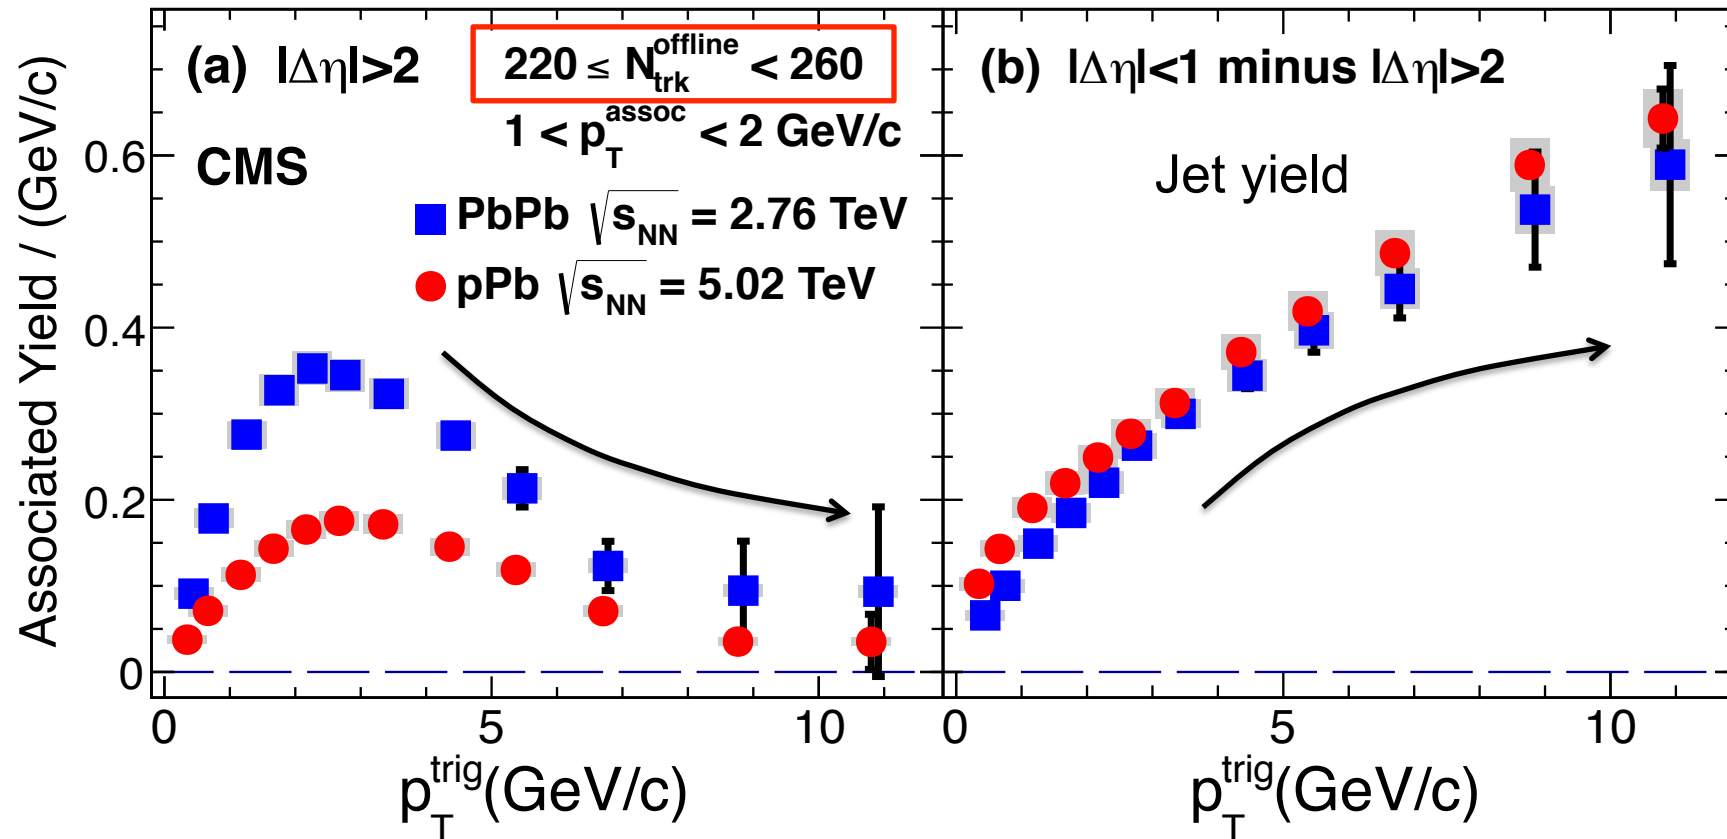 (a) |Δη|>2
220 ≤ N_trk^offline < 260
1 < p_T^assoc < 2 GeV/c
CMS
PbPb √s_NN = 2.76 TeV
pPb √s_NN = 5.02 TeV
(b) |Δη|<1 minus |Δη|>2
Jet yield
Associated Yield / (GeV/c)
0.6
0.4
0.2
0
0 5 10
0 5 10
p_T^trig(GeV/c)
p_T^trig(GeV/c)